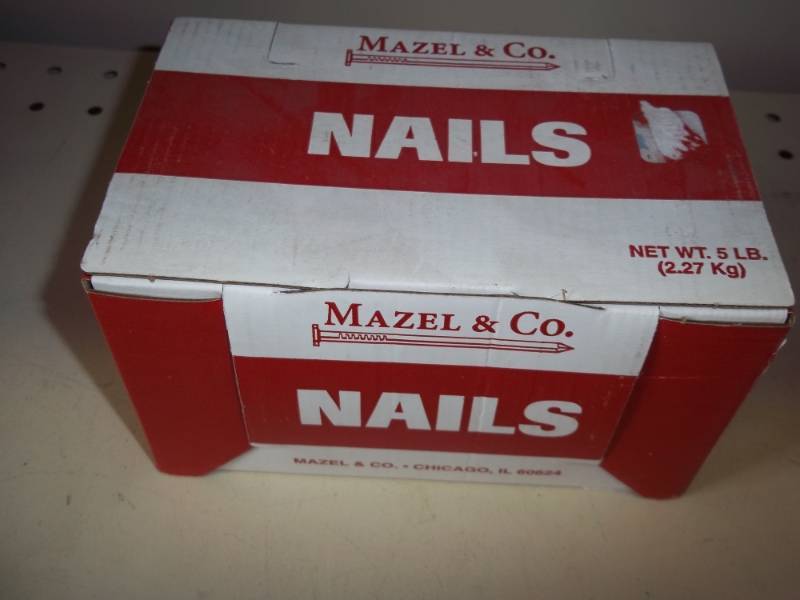 MAZEL & CO.
NAILS
NET WT. 5 LB.
(2.27 Kg)
MAZEL & CO.
NAILS
MAZEL & CO. • CHICAGO, IL 60624